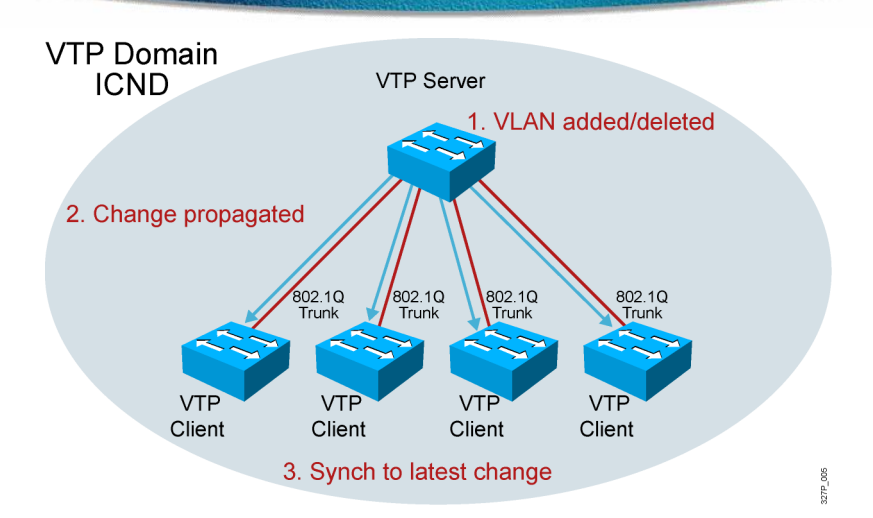 VTP Domain
ICND
VTP Server
1. VLAN added/deleted
2. Change propagated
802.1Q
Trunk
802.1Q
Trunk
802.1Q
Trunk
802.1Q
Trunk
VTP
Client
VTP
Client
VTP
Client
VTP
Client
3. Synch to latest change
327P_005